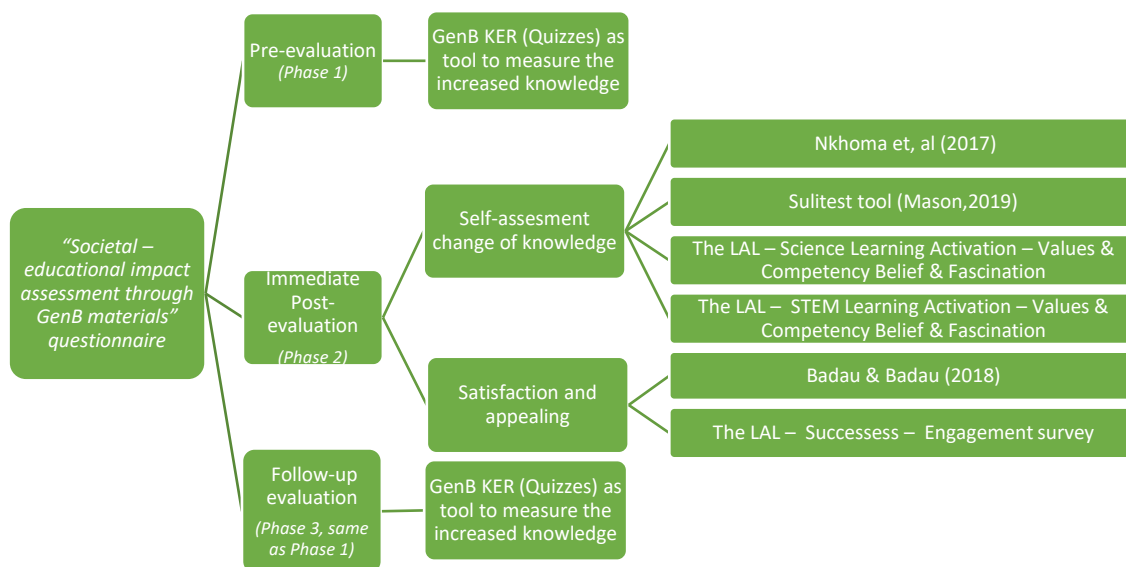 “Societal –
educational impact
assessment through
GenB materials”
questionnaire
Pre-evaluation
(Phase 1)
GenB KER (Quizzes) as
tool to measure the
increased knowledge
Immediate
Post-
evaluation
(Phase 2)
Self-assesment
change of knowledge
Nkhoma et, al (2017)
Sulitest tool (Mason,2019)
The LAL – Science Learning Activation – Values &
Competency Belief & Fascination
The LAL – STEM Learning Activation – Values &
Competency Belief & Fascination
Satisfaction and
appealing
Badau & Badau (2018)
The LAL – Successess – Engagement survey
Follow-up
evaluation
(Phase 3, same
as Phase 1)
GenB KER (Quizzes) as
tool to measure the
increased knowledge